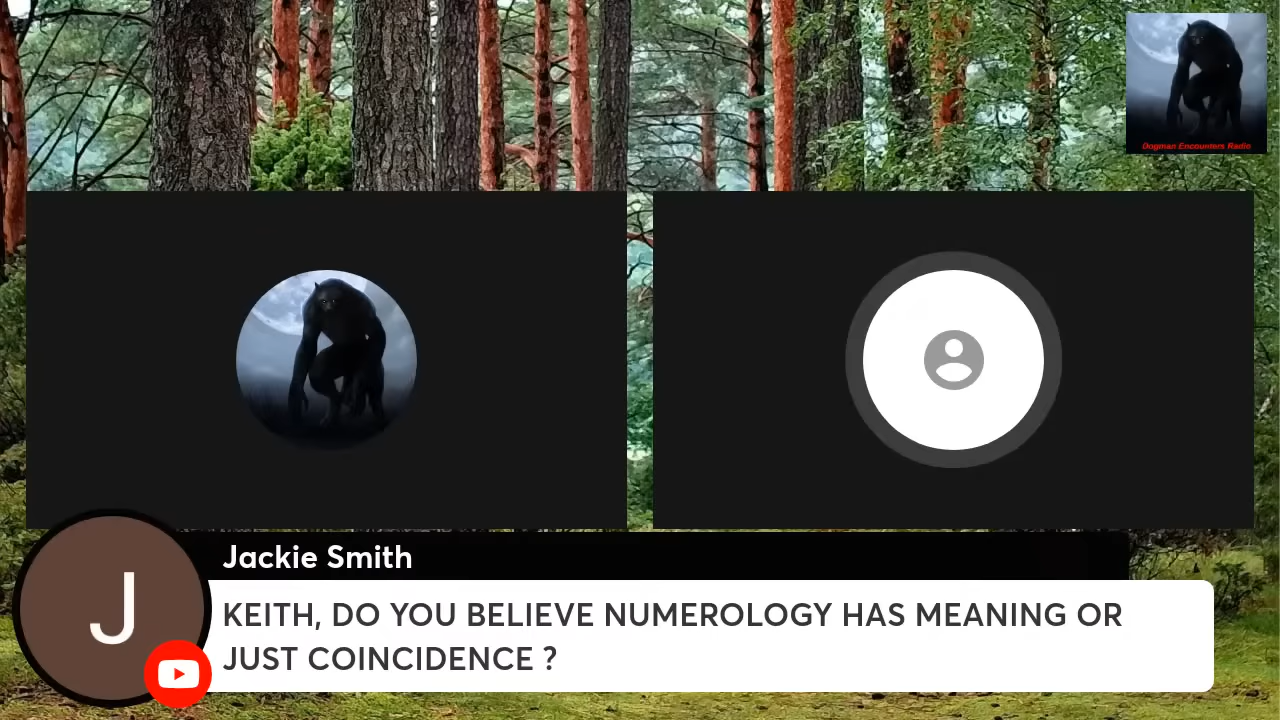 Dogman Encounters Radio
Jackie Smith
J
KEITH, DO YOU BELIEVE NUMEROLOGY HAS MEANING OR
JUST COINCIDENCE ?